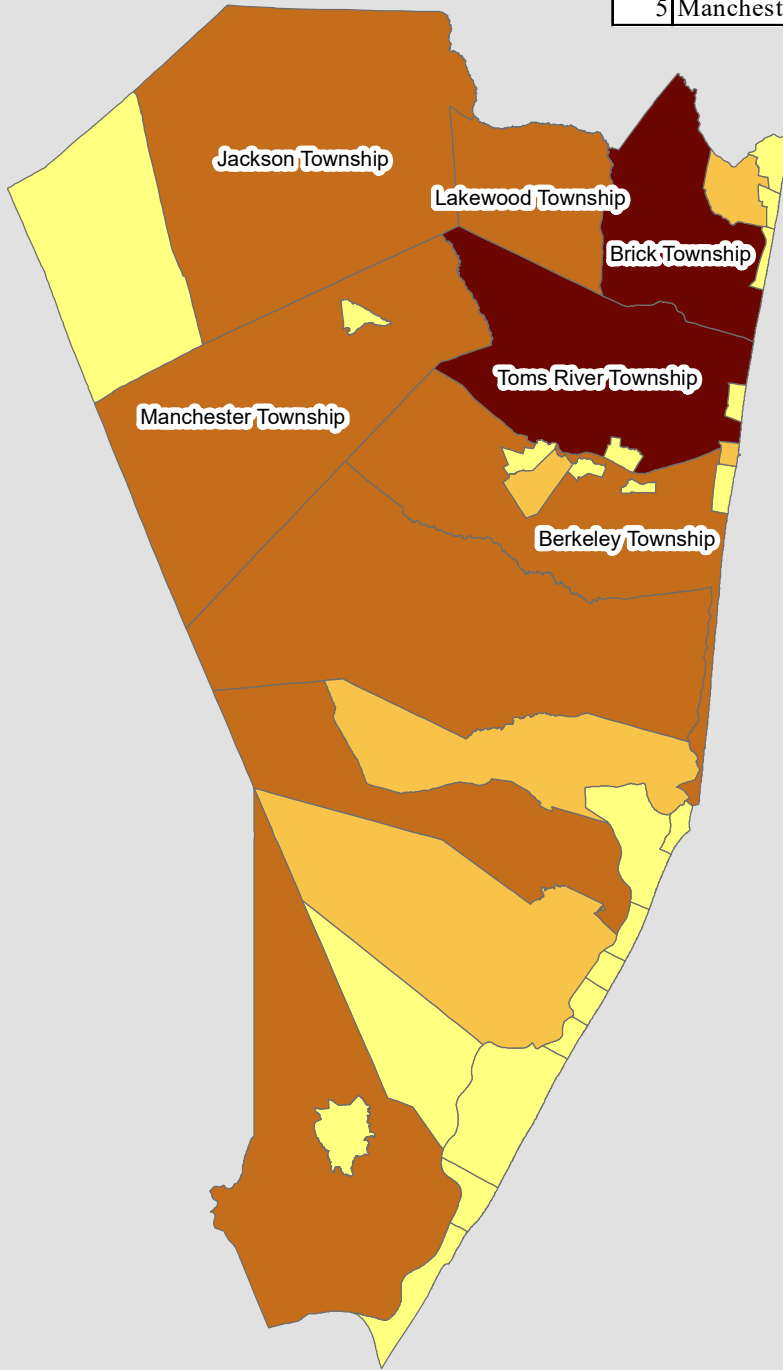 5 Manchest
Jackson Township
Lakewood Township
Brick Township
Toms River Township
Manchester Township
Berkeley Township